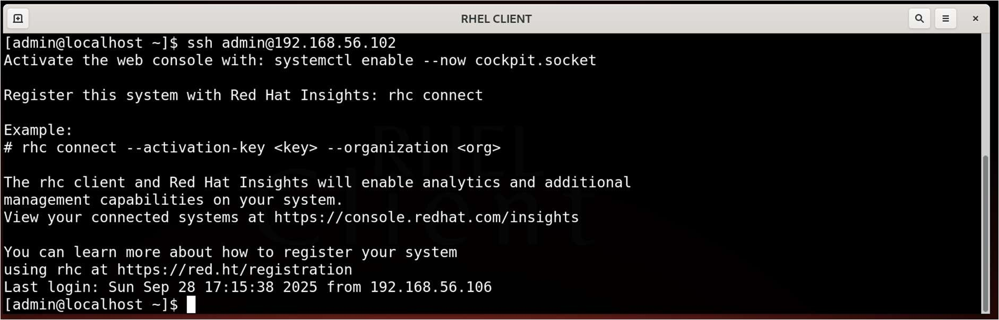 RHEL CLIENT
[admin@localhost ~]$ ssh admin@192.168.56.102
Activate the web console with: systemctl enable --now cockpit.socket
Register this system with Red Hat Insights: rhc connect
Example:
# rhc connect --activation-key <key> --organization <org>
The rhc client and Red Hat Insights will enable analytics and additional
management capabilities on your system.
View your connected systems at https://console.redhat.com/insights
You can learn more about how to register your system
using rhc at https://red.ht/registration
Last login: Sun Sep 28 17:15:38 2025 from 192.168.56.106
[admin@localhost ~]$
RHEL
Client